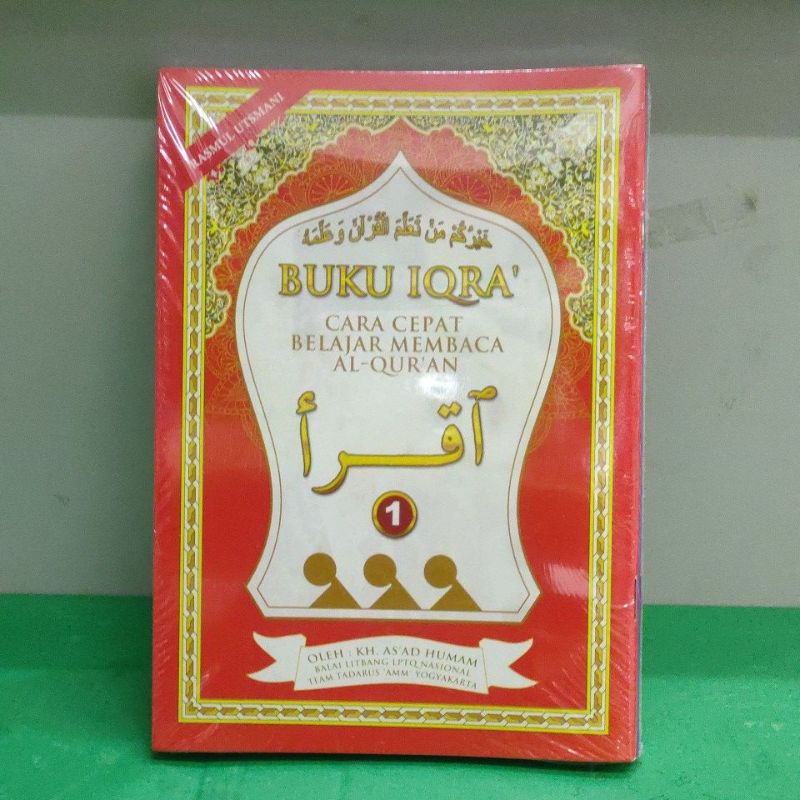 RASMUL UTSMANI
خَيْرُكُمْ مَنْ تَعَلَّمَ الْقُرْآنَ وَعَلَّمَهُ
BUKU IQRA'
CARA CEPAT
BELAJAR MEMBACA
AL-QUR'AN
ٱقرأ
1
OLEH : KH. AS'AD HUMAM
BALAI LITBANG LPTQ NASIONAL
TEAM TADARUS "AMM" YOGYAKARTA